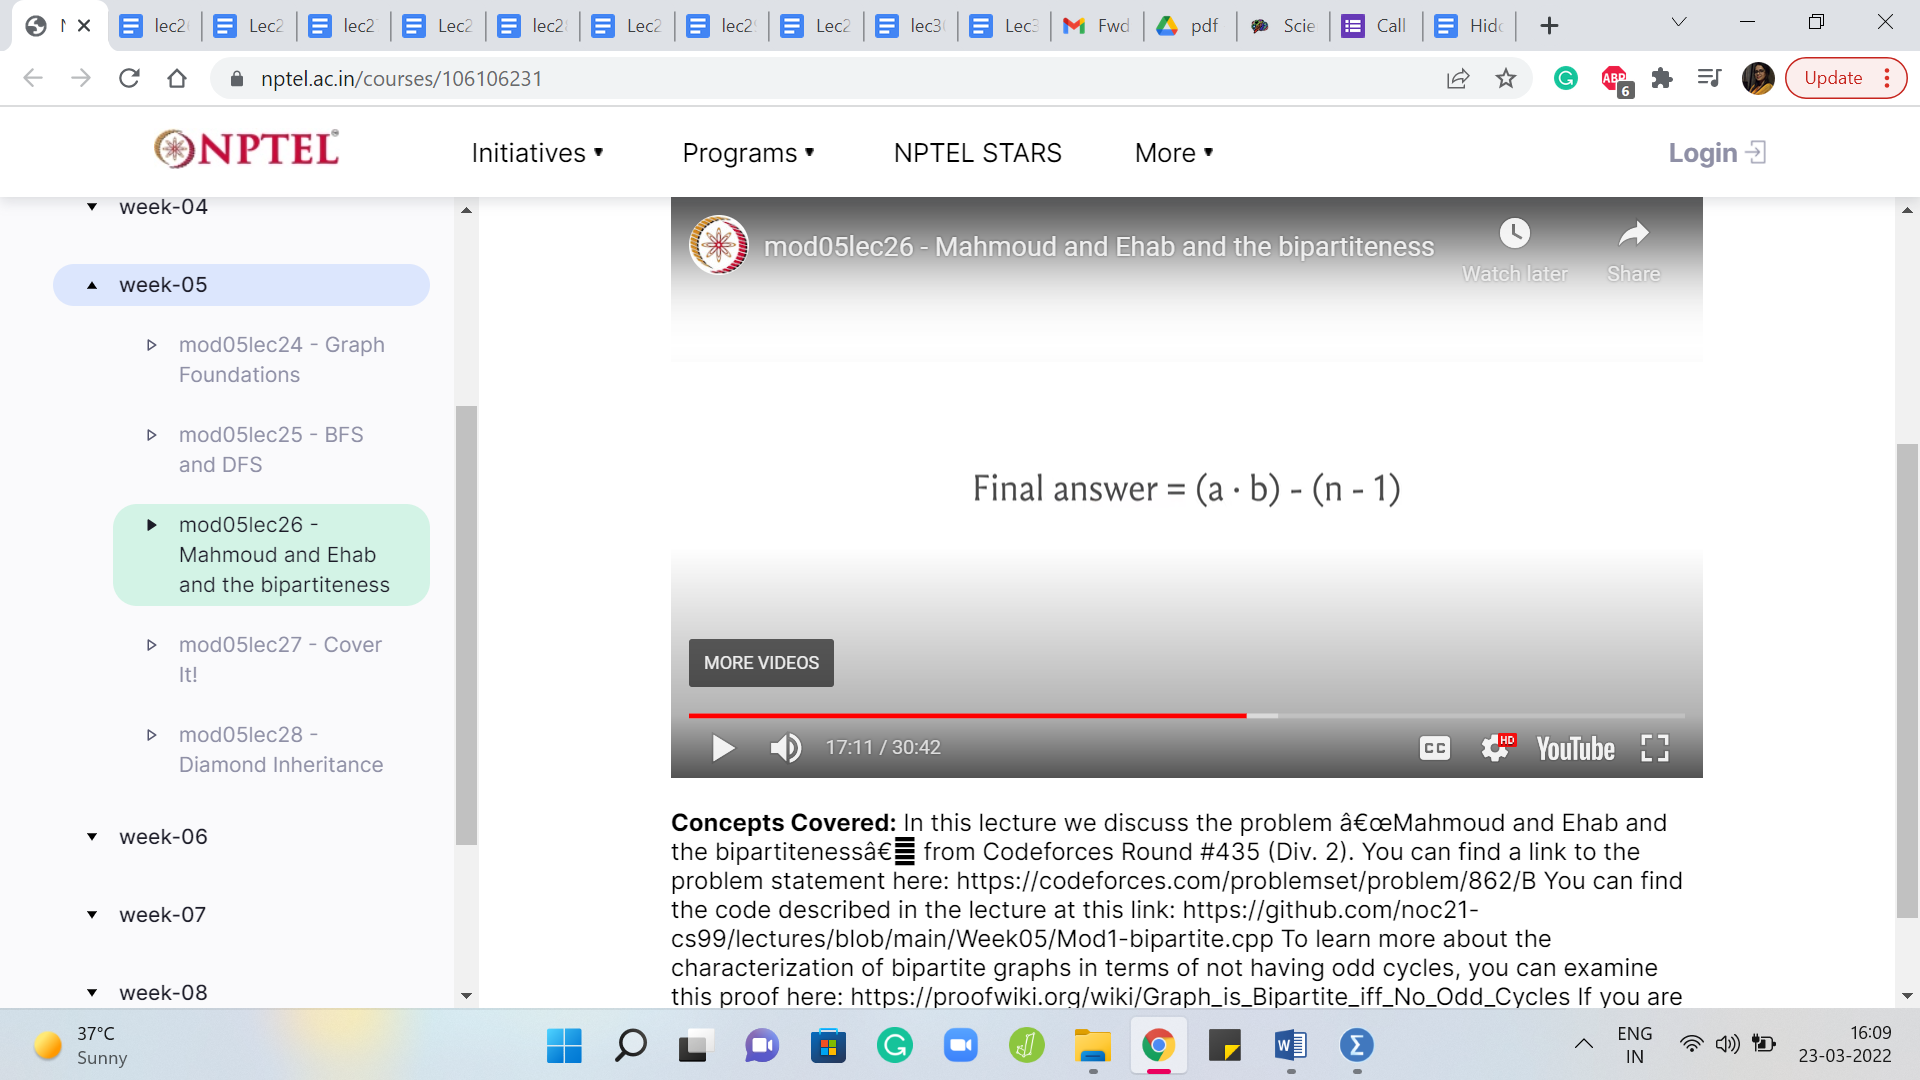 lec2
Lec2
lec2
Lec2
lec2
Lec2
lec2
Lec2
lec3
Lec3
Fwd
pdf
Scie
Call
Hidd
nptel.ac.in/courses/106106231
ABP
6
Update
NPTEL
Initiatives
Programs
NPTEL STARS
More
Login
week-04
week-05
mod05lec24 - Graph
Foundations
mod05lec25 - BFS
and DFS
mod05lec26 -
Mahmoud and Ehab
and the bipartiteness
mod05lec27 - Cover
It!
mod05lec28 -
Diamond Inheritance
week-06
week-07
week-08
mod05lec26 - Mahmoud and Ehab and the bipartiteness
Watch later
Share
Final answer = (a · b) - (n - 1)
MORE VIDEOS
17:11 / 30:42
CC
HD
YouTube
Concepts Covered: In this lecture we discuss the problem â€œMahmoud and Ehab and
the bipartitenessâ€ from Codeforces Round #435 (Div. 2). You can find a link to the
problem statement here: https://codeforces.com/problemset/problem/862/B You can find
the code described in the lecture at this link: https://github.com/noc21-
cs99/lectures/blob/main/Week05/Mod1-bipartite.cpp To learn more about the
characterization of bipartite graphs in terms of not having odd cycles, you can examine
this proof here: https://proofwiki.org/wiki/Graph_is_Bipartite_iff_No_Odd_Cycles If you are
37°C
Sunny
ENG
IN
16:09
23-03-2022